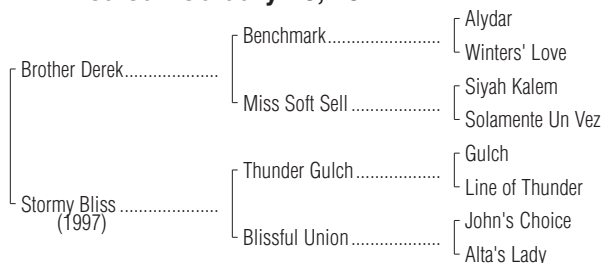 Brother Derek
Stormy Bliss
(1997)
Benchmark
Miss Soft Sell
Thunder Gulch
Blissful Union
Alydar
Winters' Love
Siyah Kalem
Solamente Un Vez
Gulch
Line of Thunder
John's Choice
Alta's Lady